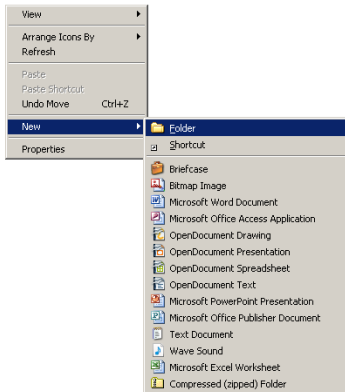 View
Arrange Icons By
Refresh
Paste
Paste Shortcut
Undo Move Ctrl+Z
New
Properties
Folder
Shortcut
Briefcase
Bitmap Image
Microsoft Word Document
Microsoft Office Access Application
OpenDocument Drawing
OpenDocument Presentation
OpenDocument Spreadsheet
OpenDocument Text
Microsoft PowerPoint Presentation
Microsoft Office Publisher Document
Text Document
Wave Sound
Microsoft Excel Worksheet
Compressed (zipped) Folder